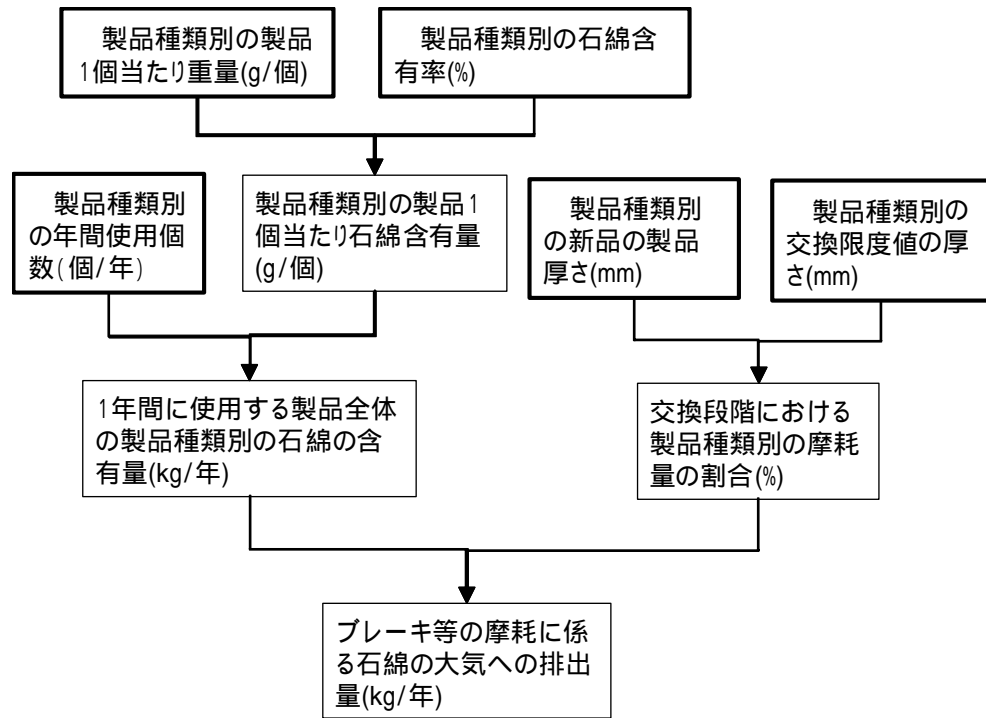 製品種類別の製品
1個当たり重量(g/個)
製品種類別の石綿含
有率(%)
製品種類別
の年間使用個
数(個/年)
製品種類別の製品1
個当たり石綿含有量
(g/個)
製品種類別
の新品の製品
厚さ(mm)
製品種類別の
交換限度値の厚
さ(mm)
1年間に使用する製品全体
の製品種類別の石綿の含
有量(kg/年)
交換段階における
製品種類別の摩耗
量の割合(%)
ブレーキ等の摩耗に係
る石綿の大気への排出
量(kg/年)